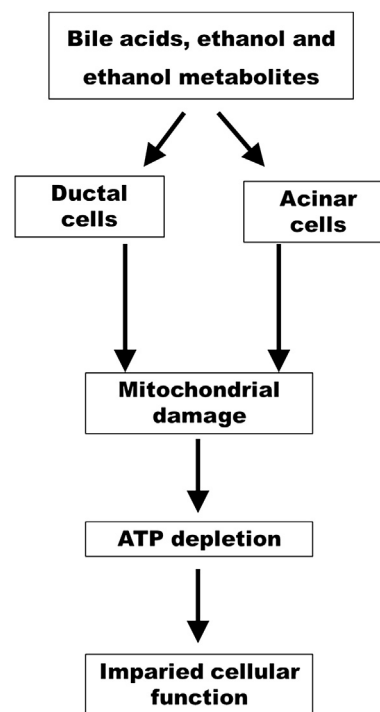 Bile acids, ethanol and
ethanol metabolites
Ductal
cells
Acinar
cells
Mitochondrial
damage
ATP depletion
Imparied cellular
function